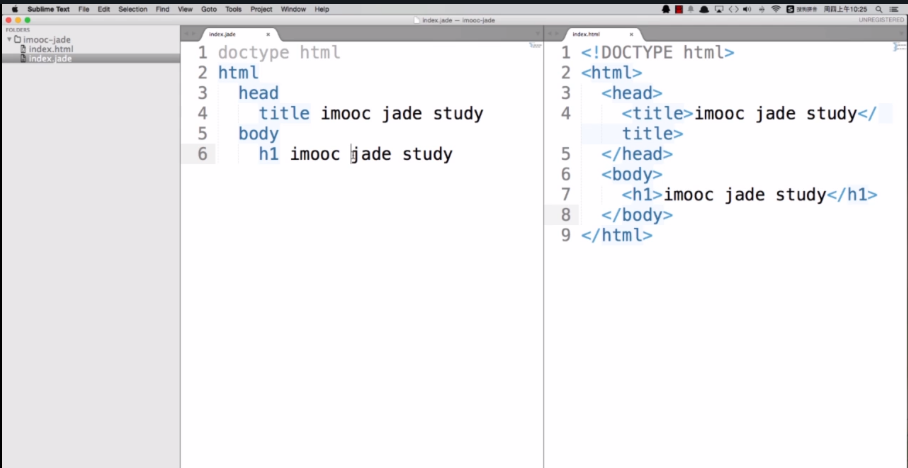 Sublime Text File Edit Selection Find View Goto Tools Project Window Help 周四上午10:25
index.jade — imooc-jade
UNREGISTERED
FOLDERS
imooc-jade
index.html
index.jade
index.jade ×
1 doctype html
2 html
3 head
4 title imooc jade study
5 body
6 h1 imooc jade study
index.html ×
1 <!DOCTYPE html>
2 <html>
3 <head>
4 <title>imooc jade study</
title>
5 </head>
6 <body>
7 <h1>imooc jade study</h1>
8 </body>
9 </html>